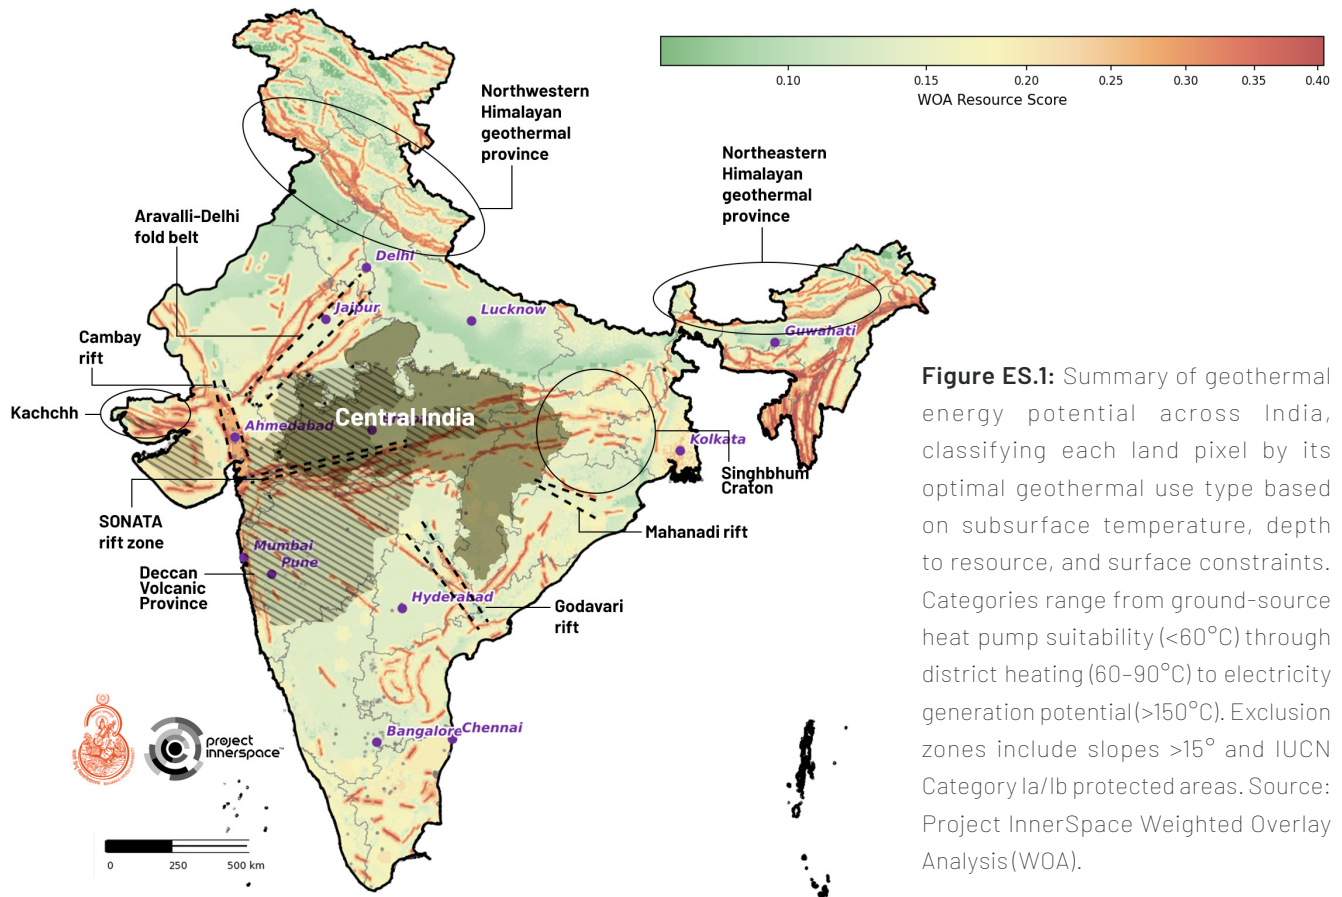 0.10
0.15
0.20
0.25
0.30
0.35
0.40
WOA Resource Score
Northwestern
Himalayan
geothermal
province
Northeastern
Himalayan
geothermal
province
Aravalli-Delhi
fold belt
Delhi
Jaipur
Lucknow
Guwahati
Cambay
rift
Kachchh
Ahmedabad
Central India
Kolkata
Singhbhum
Craton
SONATA
rift zone
Mahanadi rift
Mumbai
Pune
Deccan
Volcanic
Province
Hyderabad
Godavari
rift
Bangalore
Chennai
project
innerspace™
0
250
500 km
Figure ES.1: Summary of geothermal
energy potential across India,
classifying each land pixel by its
optimal geothermal use type based
on subsurface temperature, depth
to resource, and surface constraints.
Categories range from ground-source
heat pump suitability (<60°C) through
district heating (60–90°C) to electricity
generation potential (>150°C). Exclusion
zones include slopes >15° and IUCN
Category Ia/Ib protected areas. Source:
Project InnerSpace Weighted Overlay
Analysis (WOA).